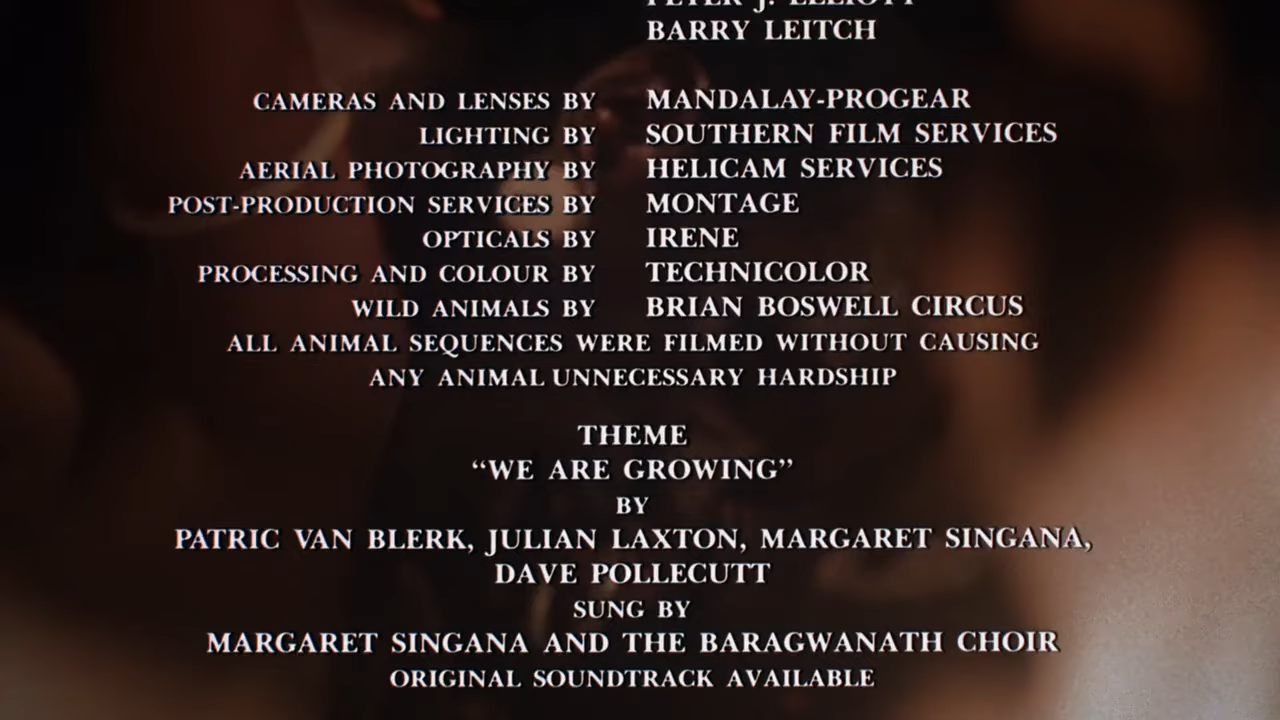 PETER J. ELLIOTT
BARRY LEITCH
CAMERAS AND LENSES BY MANDALAY-PROGEAR
LIGHTING BY SOUTHERN FILM SERVICES
AERIAL PHOTOGRAPHY BY HELICAM SERVICES
POST-PRODUCTION SERVICES BY MONTAGE
OPTICALS BY IRENE
PROCESSING AND COLOUR BY TECHNICOLOR
WILD ANIMALS BY BRIAN BOSWELL CIRCUS
ALL ANIMAL SEQUENCES WERE FILMED WITHOUT CAUSING
ANY ANIMAL UNNECESSARY HARDSHIP
THEME
“WE ARE GROWING”
BY
PATRIC VAN BLERK, JULIAN LAXTON, MARGARET SINGANA,
DAVE POLLECUTT
SUNG BY
MARGARET SINGANA AND THE BARAGWANATH CHOIR
ORIGINAL SOUNDTRACK AVAILABLE